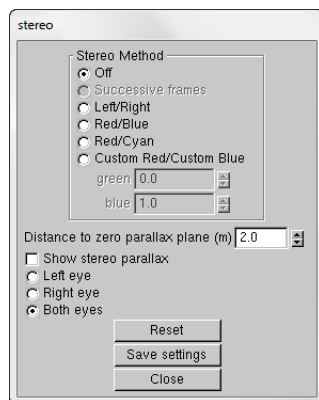 stereo
Stereo Method
Off
Successive frames
Left/Right
Red/Blue
Red/Cyan
Custom Red/Custom Blue
green 0.0
blue 1.0
Distance to zero parallax plane (m) 2.0
Show stereo parallax
Left eye
Right eye
Both eyes
Reset
Save settings
Close